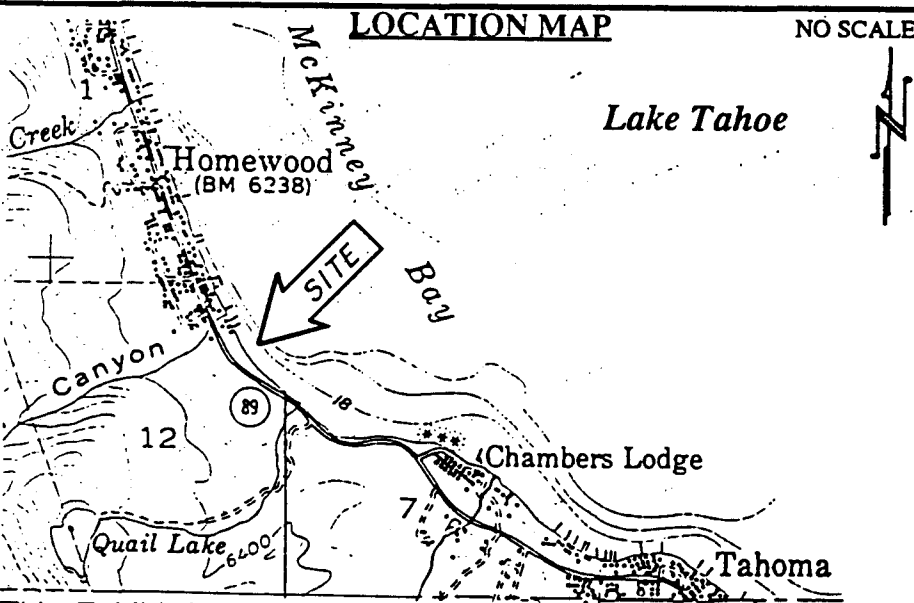 LOCATION MAP
NO SCALE
McKinney
Bay
Lake Tahoe
1
Creek
Homewood
(BM 6238)
SITE
Canyon
89
18
12
Chambers Lodge
7
Quail Lake
6400
Tahoma